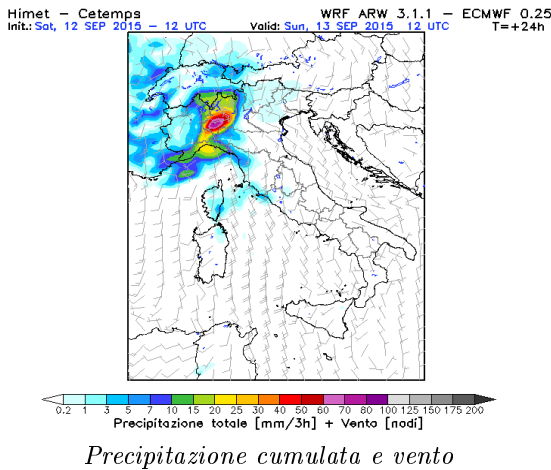 Himet – Cetemps WRF ARW 3.1.1 – ECMWF 0.25
Init.: Sat, 12 SEP 2015 – 12 UTC Valid: Sun, 13 SEP 2015 12 UTC T=+24h
0.2 1 3 5 7 10 15 20 25 30 40 50 60 70 80 100 125 150 175 200
Precipitazione totale [mm/3h] + Vento [nodi]
Precipitazione cumulata e vento